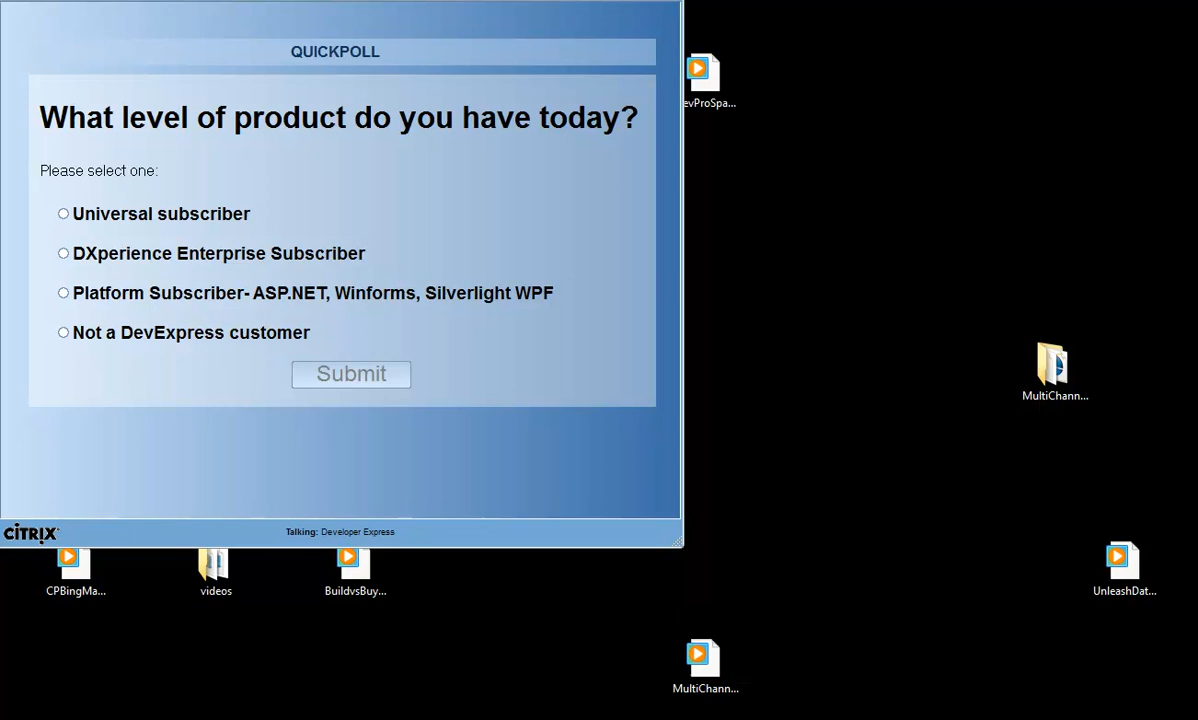 QUICKPOLL
What level of product do you have today?
Please select one:
Universal subscriber
DXperience Enterprise Subscriber
Platform Subscriber- ASP.NET, Winforms, Silverlight WPF
Not a DevExpress customer
Submit
CITRIX
Talking: Developer Express
evProSpa...
MultiChann...
CPBingMa...
videos
BuildvsBuy...
UnleashDat...
MultiChann...